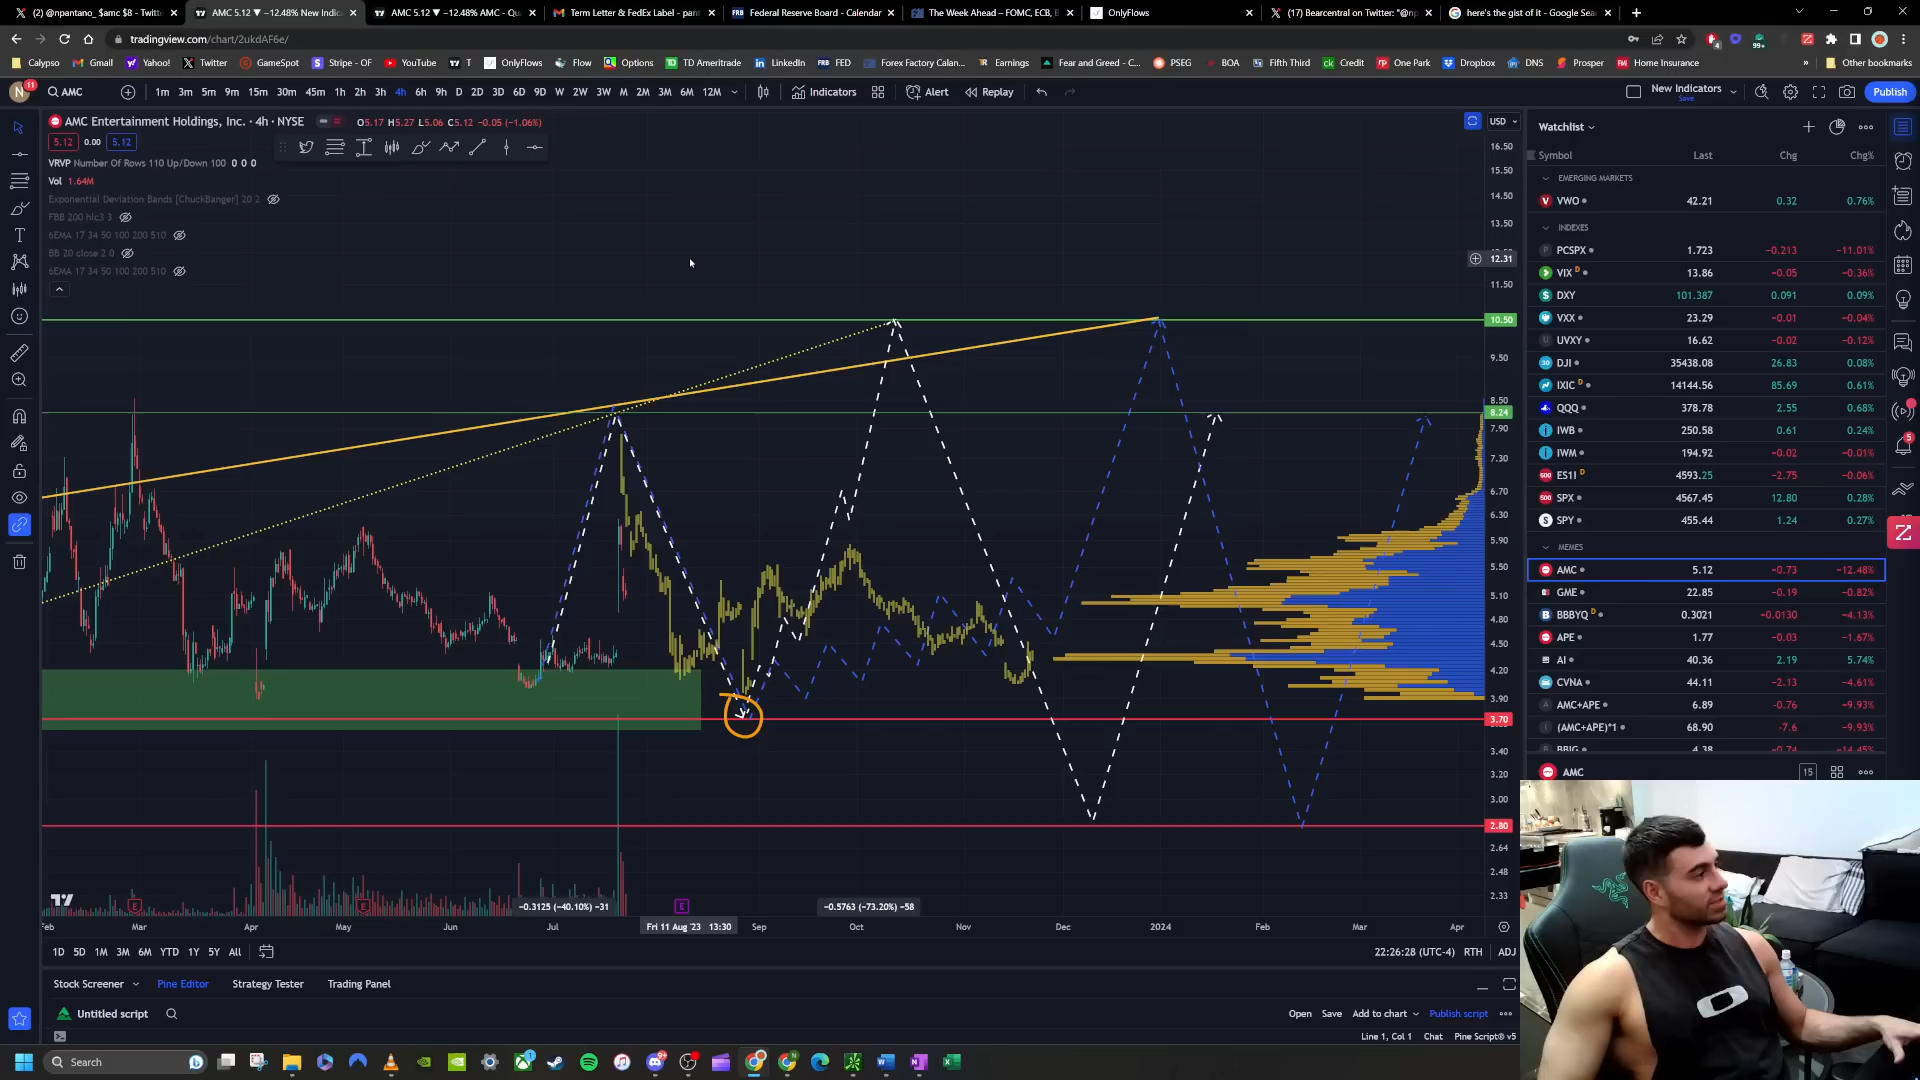 (2) @npantano_ $amc $8 - Twitt
AMC 5.12 ▼ −12.48% New Indic
AMC 5.12 ▼ −12.48% AMC - Qu
Term Letter & FedEx Label - pant
Federal Reserve Board - Calendar
The Week Ahead – FOMC, ECB, B
OnlyFlows
(17) Bearcentral on Twitter: "@np
here's the gist of it - Google Sea
tradingview.com/chart/2ukdAF6e/
Calypso Gmail Yahoo! Twitter GameSpot Stripe - OF YouTube T OnlyFlows Flow Options TD Ameritrade LinkedIn FED Forex Factory Calan... Earnings Fear and Greed - C... PSEG BOA Fifth Third Credit One Park Dropbox DNS Prosper Home Insurance » Other bookmarks
N 11 AMC 1m 3m 5m 9m 15m 30m 45m 1h 2h 3h 4h 6h 9h D 2D 3D 6D 9D W 2W 3W M 2M 3M 6M 12M Indicators Alert Replay New Indicators Save Publish
AMC Entertainment Holdings, Inc. · 4h · NYSE O5.17 H5.27 L5.06 C5.12 −0.05 (−1.06%)
5.12 0.00 5.12
VRVP Number Of Rows 110 Up/Down 100 0 0 0
Vol 1.64M
Exponential Deviation Bands [ChuckBanger] 20 2
FBB 200 hlc3 3
6EMA 17 34 50 100 200 510
BB 20 close 2 0
6EMA 17 34 50 100 200 510
USD
16.50
15.50
14.50
13.50
12.31
11.50
10.50
9.50
8.50
8.24
7.90
7.30
6.70
6.30
5.90
5.50
5.10
4.80
4.50
4.20
3.90
3.70
3.40
3.20
3.00
2.80
2.64
2.48
2.33
−0.3125 (−40.10%) −31
−0.5763 (−73.20%) −58
E E E
Feb Mar Apr May Jun Jul Fri 11 Aug '23 13:30 Sep Oct Nov Dec 2024 Feb Mar Apr
1D 5D 1M 3M 6M YTD 1Y 5Y All 22:26:28 (UTC-4) RTH ADJ
Stock Screener Pine Editor Strategy Tester Trading Panel
Untitled script Open Save Add to chart Publish script
Line 1, Col 1 Chat Pine Script® v5
Watchlist
Symbol Last Chg Chg%
EMERGING MARKETS
VWO 42.21 0.32 0.76%
INDEXES
PCSPX 1.723 −0.213 −11.01%
VIX D 13.86 −0.05 −0.36%
DXY 101.387 0.091 0.09%
VXX 23.29 −0.01 −0.04%
UVXY 16.62 −0.02 −0.12%
DJI 35438.08 26.83 0.08%
IXIC D 14144.56 85.69 0.61%
QQQ 378.78 2.55 0.68%
IWB 250.58 0.61 0.24%
IWM 194.92 −0.02 −0.01%
ES1! D 4593.25 −2.75 −0.06%
SPX 4567.45 12.80 0.28%
SPY 455.44 1.24 0.27%
MEMES
AMC 5.12 −0.73 −12.48%
GME 22.85 −0.19 −0.82%
BBBYQ D 0.3021 −0.0130 −4.13%
APE 1.77 −0.03 −1.67%
AI 40.36 2.19 5.74%
CVNA 44.11 −2.13 −4.61%
AMC+APE 6.89 −0.76 −9.93%
(AMC+APE)*1 68.90 −7.6 −9.93%
BBIG 4.38 −0.74 −14.45%
AMC 15
Search